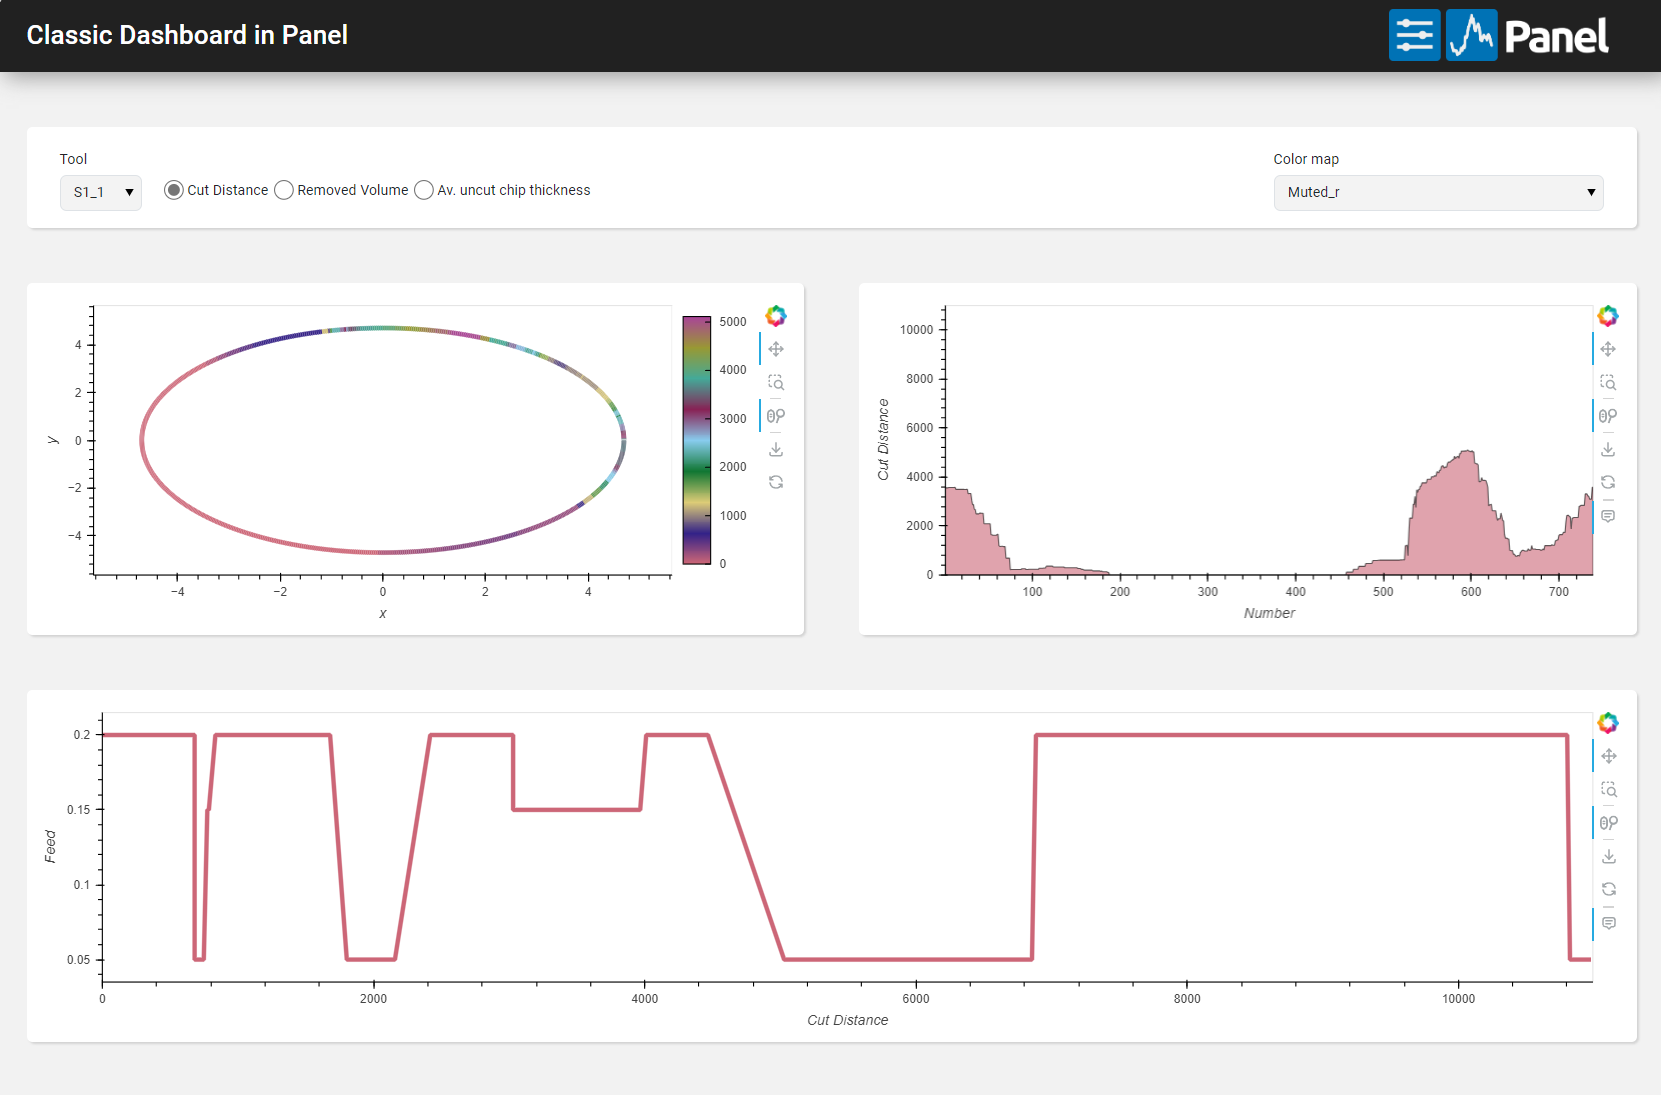 Classic Dashboard in Panel
Panel
Tool
Color map
S1_1
Cut Distance
Removed Volume
Av. uncut chip thickness
Muted_r
y
4
2
0
−2
−4
−4
−2
0
2
4
x
5000
4000
3000
2000
1000
0
Cut Distance
10000
8000
6000
4000
2000
0
100
200
300
400
500
600
700
Number
Feed
0.2
0.15
0.1
0.05
0
2000
4000
6000
8000
10000
Cut Distance